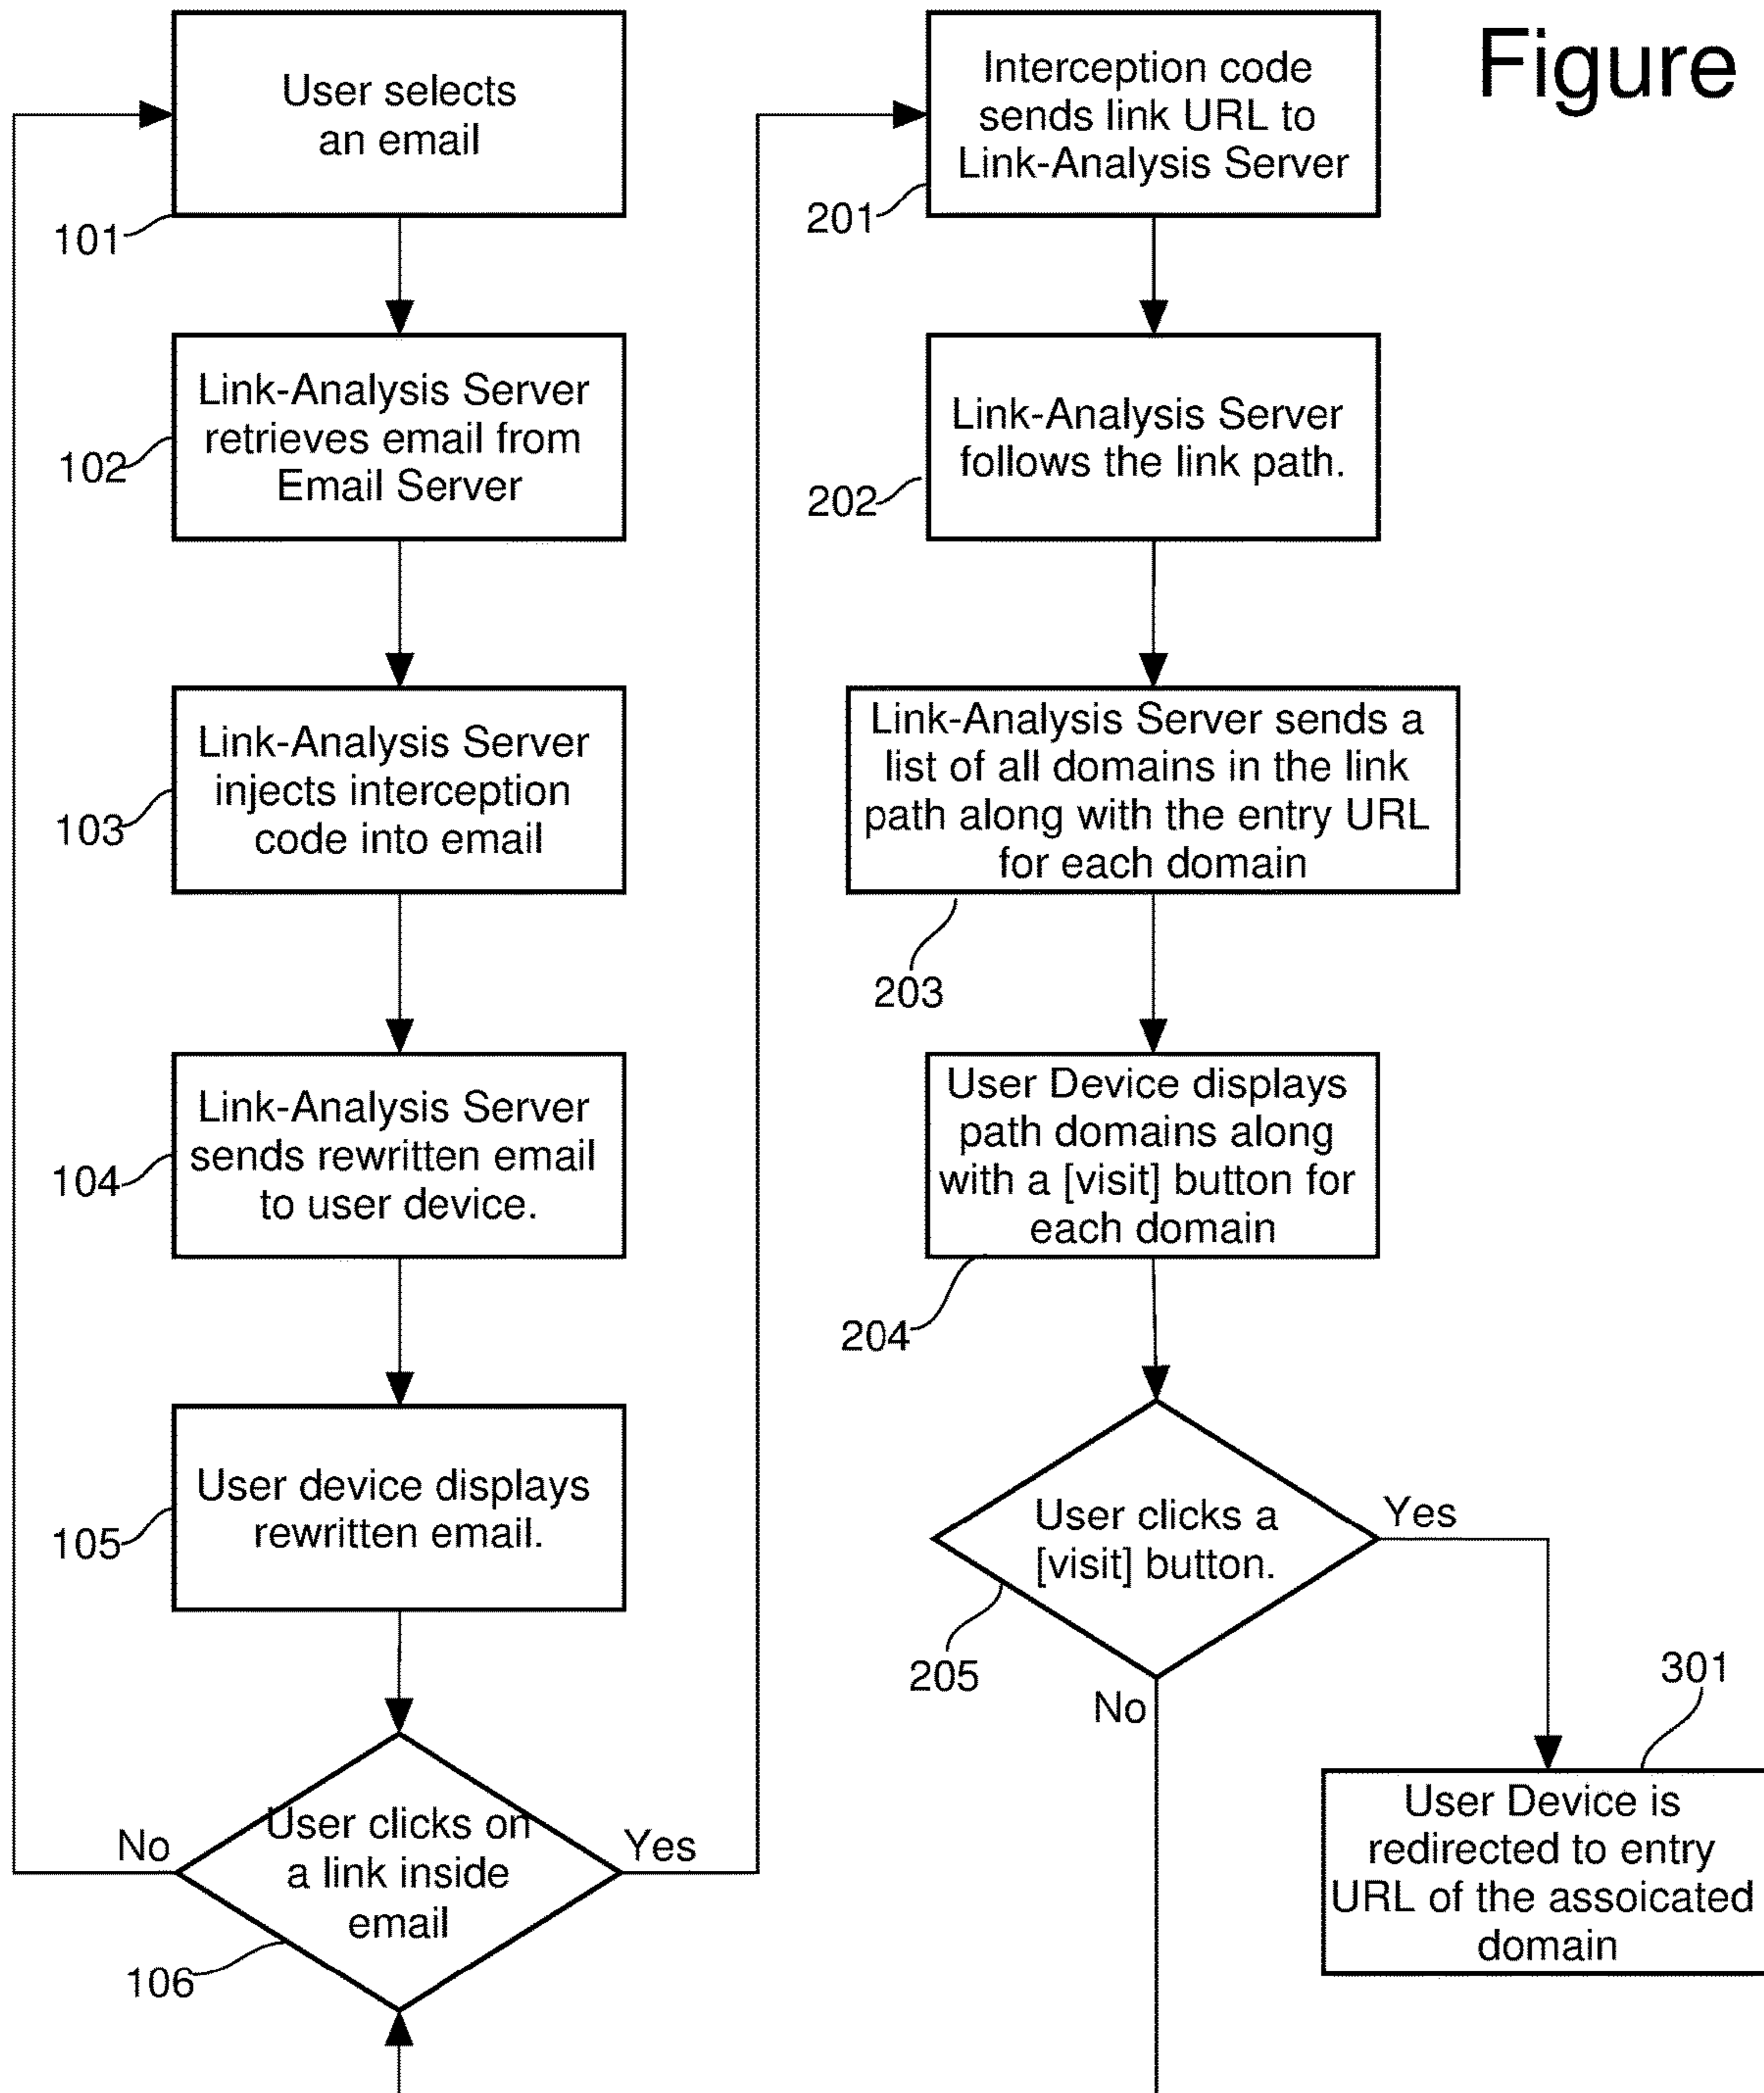 Figure
User selects
an email
101
Link-Analysis Server
retrieves email from
Email Server
102
Link-Analysis Server
injects interception
code into email
103
Link-Analysis Server
sends rewritten email
to user device.
104
User device displays
rewritten email.
105
User clicks on
a link inside
email
No
Yes
106
Interception code
sends link URL to
Link-Analysis Server
201
Link-Analysis Server
follows the link path.
202
Link-Analysis Server sends a
list of all domains in the link
path along with the entry URL
for each domain
203
User Device displays
path domains along
with a [visit] button for
each domain
204
User clicks a
[visit] button.
Yes
205
No
301
User Device is
redirected to entry
URL of the assoicated
domain